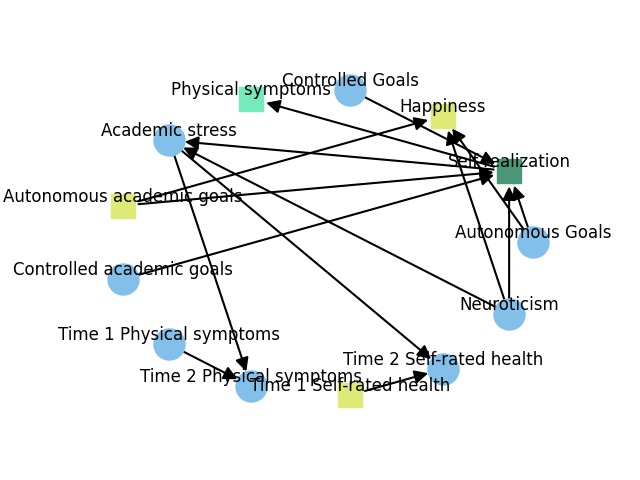 Controlled Goals
Physical symptoms
Happiness
Academic stress
Self-realization
Autonomous academic goals
Autonomous Goals
Controlled academic goals
Neuroticism
Time 1 Physical symptoms
Time 2 Self-rated health
Time 2 Physical symptoms
Time 1 Self-rated health